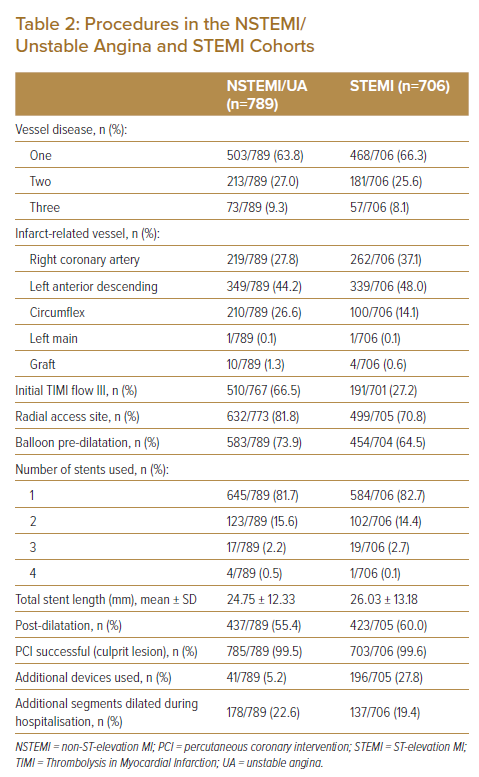 Table 2: Procedures in the NSTEMI/
Unstable Angina and STEMI Cohorts
NSTEMI/UA STEMI (n=706)
(n=789)
Vessel disease, n (%):
One 503/789 (63.8) 468/706 (66.3)
Two 213/789 (27.0) 181/706 (25.6)
Three 73/789 (9.3) 57/706 (8.1)
Infarct-related vessel, n (%):
Right coronary artery 219/789 (27.8) 262/706 (37.1)
Left anterior descending 349/789 (44.2) 339/706 (48.0)
Circumflex 210/789 (26.6) 100/706 (14.1)
Left main 1/789 (0.1) 1/706 (0.1)
Graft 10/789 (1.3) 4/706 (0.6)
Initial TIMI flow III, n (%) 510/767 (66.5) 191/701 (27.2)
Radial access site, n (%) 632/773 (81.8) 499/705 (70.8)
Balloon pre-dilatation, n (%) 583/789 (73.9) 454/704 (64.5)
Number of stents used, n (%):
1 645/789 (81.7) 584/706 (82.7)
2 123/789 (15.6) 102/706 (14.4)
3 17/789 (2.2) 19/706 (2.7)
4 4/789 (0.5) 1/706 (0.1)
Total stent length (mm), mean ± SD 24.75 ± 12.33 26.03 ± 13.18
Post-dilatation, n (%) 437/789 (55.4) 423/705 (60.0)
PCI successful (culprit lesion), n (%) 785/789 (99.5) 703/706 (99.6)
Additional devices used, n (%) 41/789 (5.2) 196/705 (27.8)
Additional segments dilated during 178/789 (22.6) 137/706 (19.4)
hospitalisation, n (%)
NSTEMI = non-ST-elevation MI; PCI = percutaneous coronary intervention; STEMI = ST-elevation MI;
TIMI = Thrombolysis in Myocardial Infarction; UA = unstable angina.